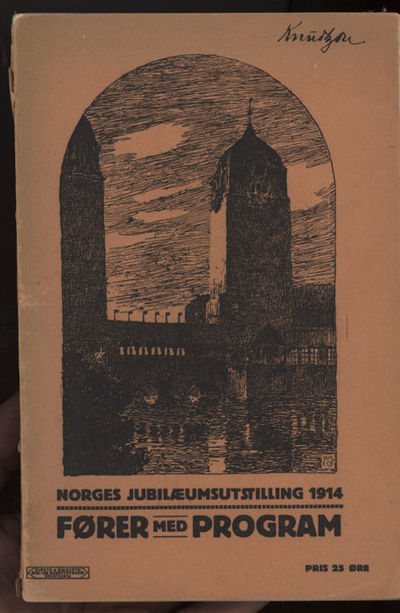 Knudtzon
NORGES JUBILÆUMSUTSTILLING 1914
FØRER MED PROGRAM
PRIS 25 ØRE